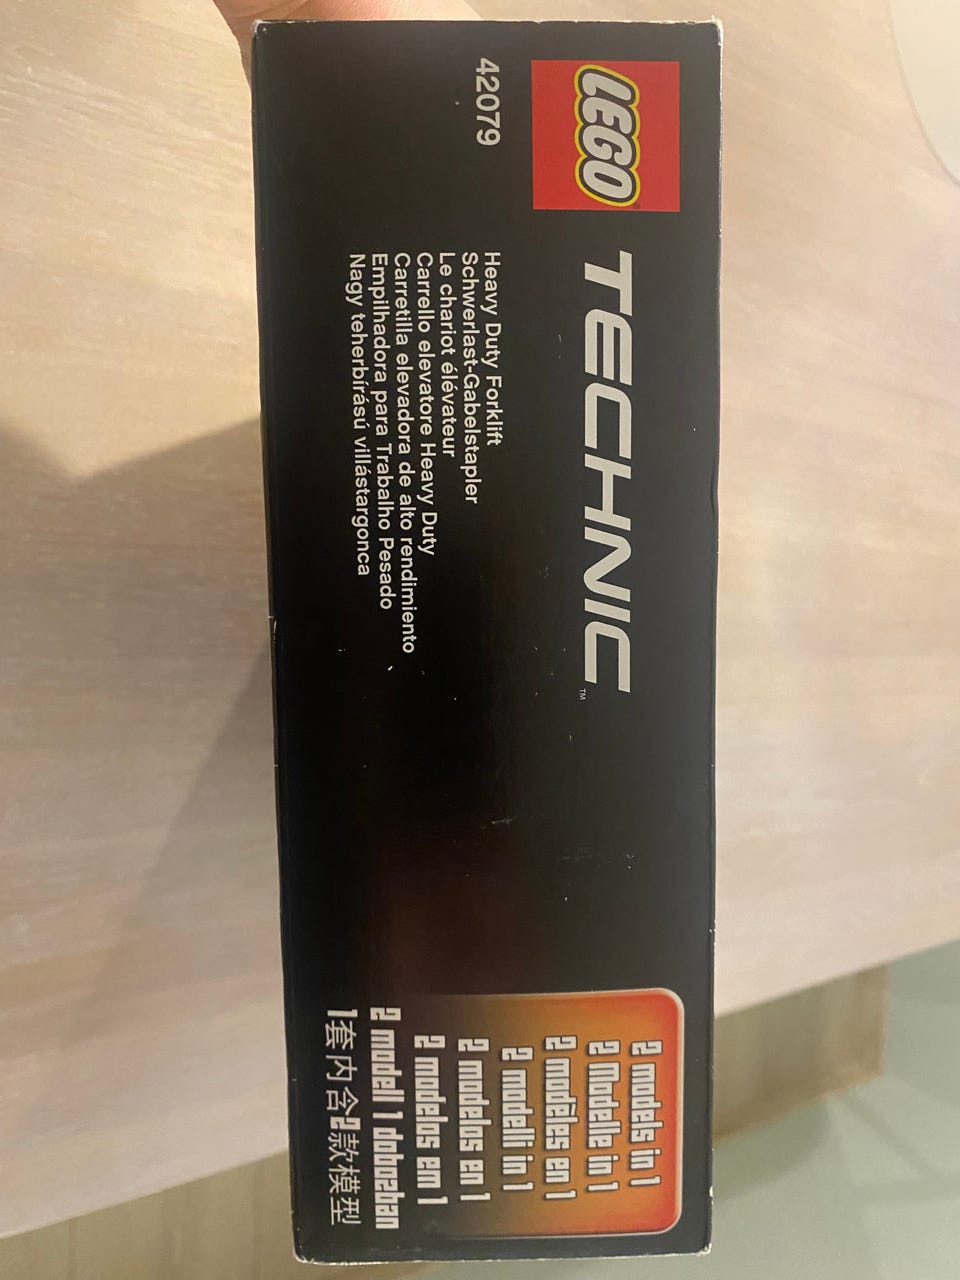 LEGO®
TECHNIC™
42079
Heavy Duty Forklift
Schwerlast-Gabelstapler
Le chariot élévateur
Carrello elevatore Heavy Duty
Carretilla elevadora de alto rendimiento
Empilhadora para Trabalho Pesado
Nagy teherbírású villástargonca
2 models in 1
2 Modelle in 1
2 modèles en 1
2 modelli in 1
2 modelos en 1
2 modelos em 1
2 modell 1 dobozban
1套内含2款模型